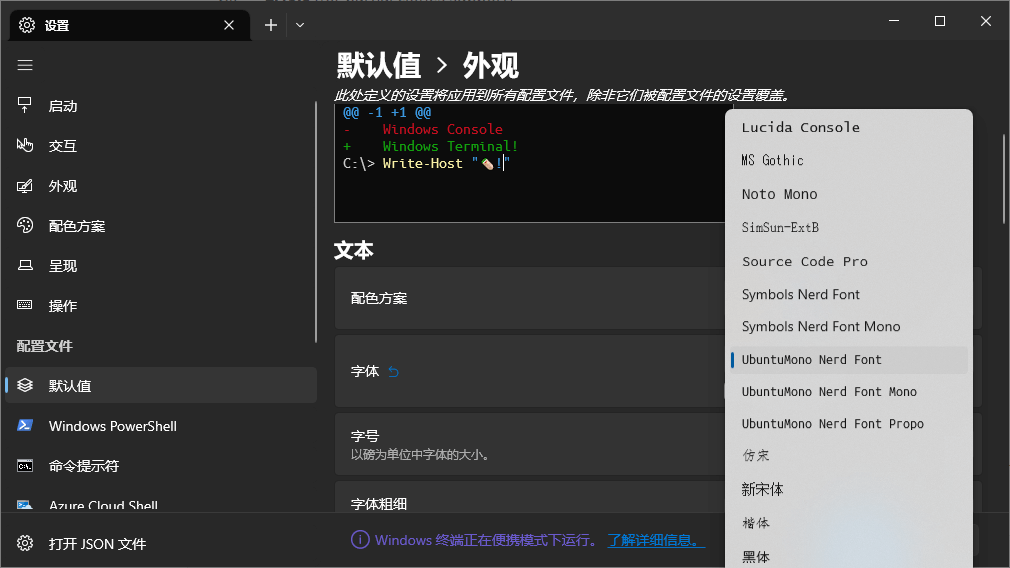 设置
启动
交互
外观
配色方案
呈现
操作
配置文件
默认值
Windows PowerShell
命令提示符
Azure Cloud Shell
打开 JSON 文件
默认值 > 外观
此处定义的设置将应用到所有配置文件，除非它们被配置文件的设置覆盖。
@@ -1 +1 @@
- Windows Console
+ Windows Terminal!
C:\> Write-Host "🪶!"
文本
配色方案
字体
字号
以磅为单位中字体的大小。
字体粗细
Windows 终端正在便携模式下运行。 了解详细信息。
Lucida Console
MS Gothic
Noto Mono
SimSun-ExtB
Source Code Pro
Symbols Nerd Font
Symbols Nerd Font Mono
UbuntuMono Nerd Font
UbuntuMono Nerd Font Mono
UbuntuMono Nerd Font Propo
仿宋
新宋体
楷体
黑体